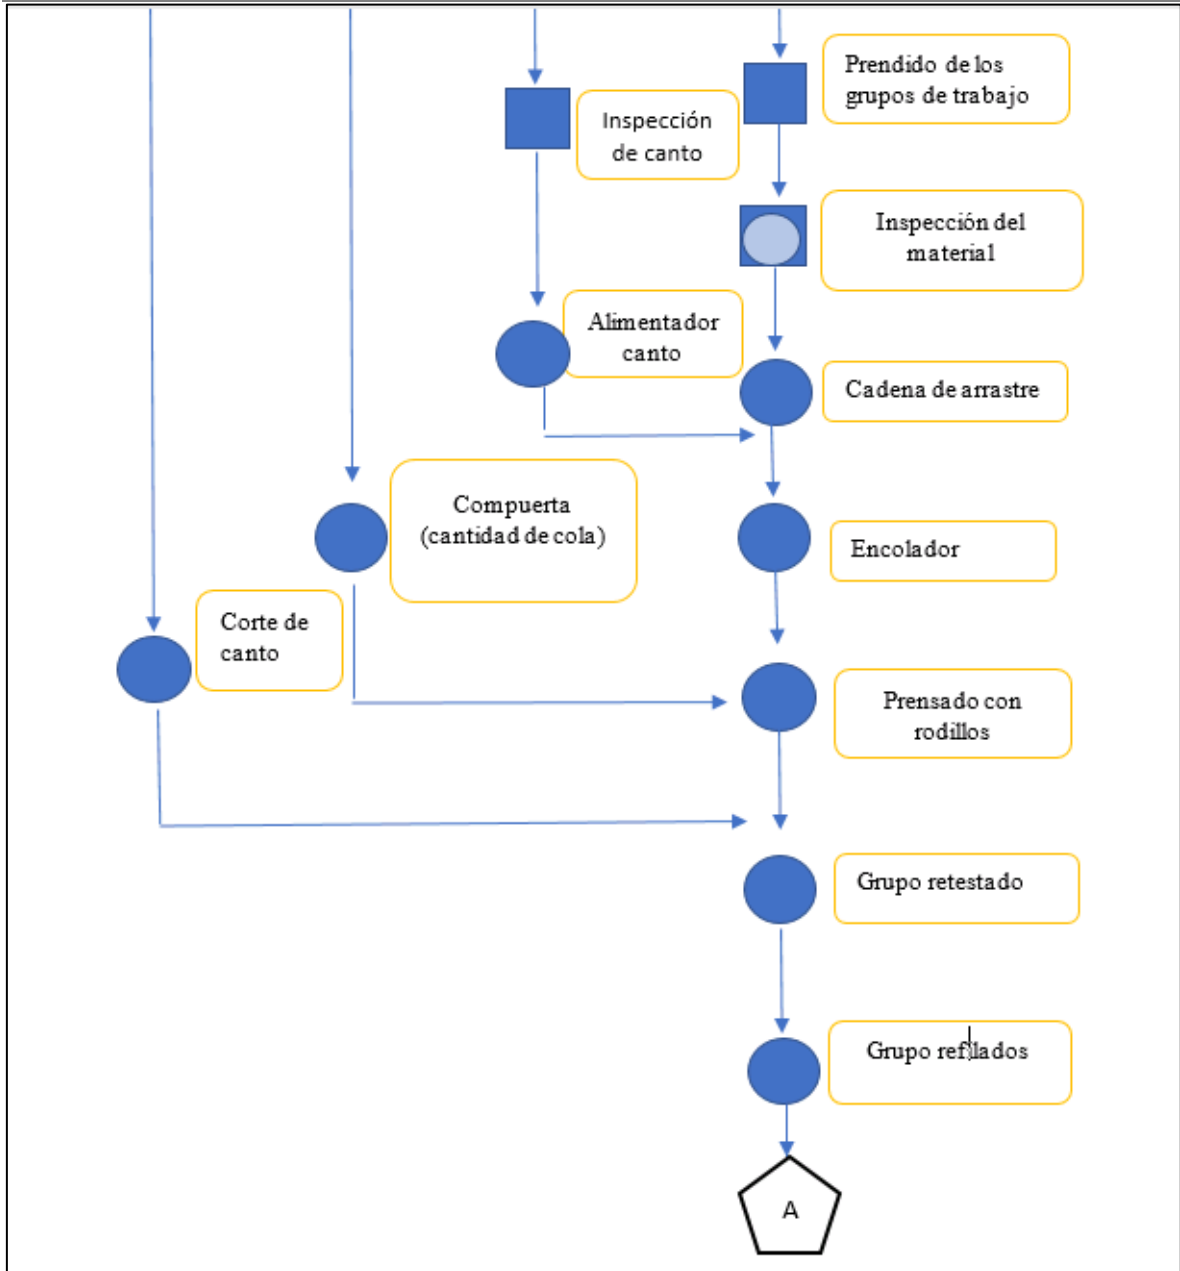 Prendido de los
grupos de trabajo
Inspección
de canto
Inspección del
material
Alimentador
canto
Cadena de arrastre
Compuerta
(cantidad de cola)
Encolador
Corte de
canto
Prensado con
rodillos
Grupo retestado
Grupo refilados
A